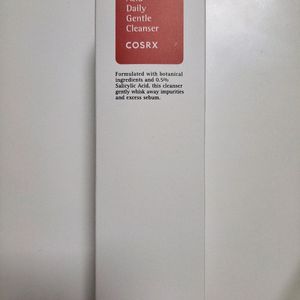 Acid
Daily
Gentle
Cleanser
COSRX
Formulated with botanical
ingredients and 0.5%
Salicylic Acid, this cleanser
gently whisk away impurities
and excess sebum.